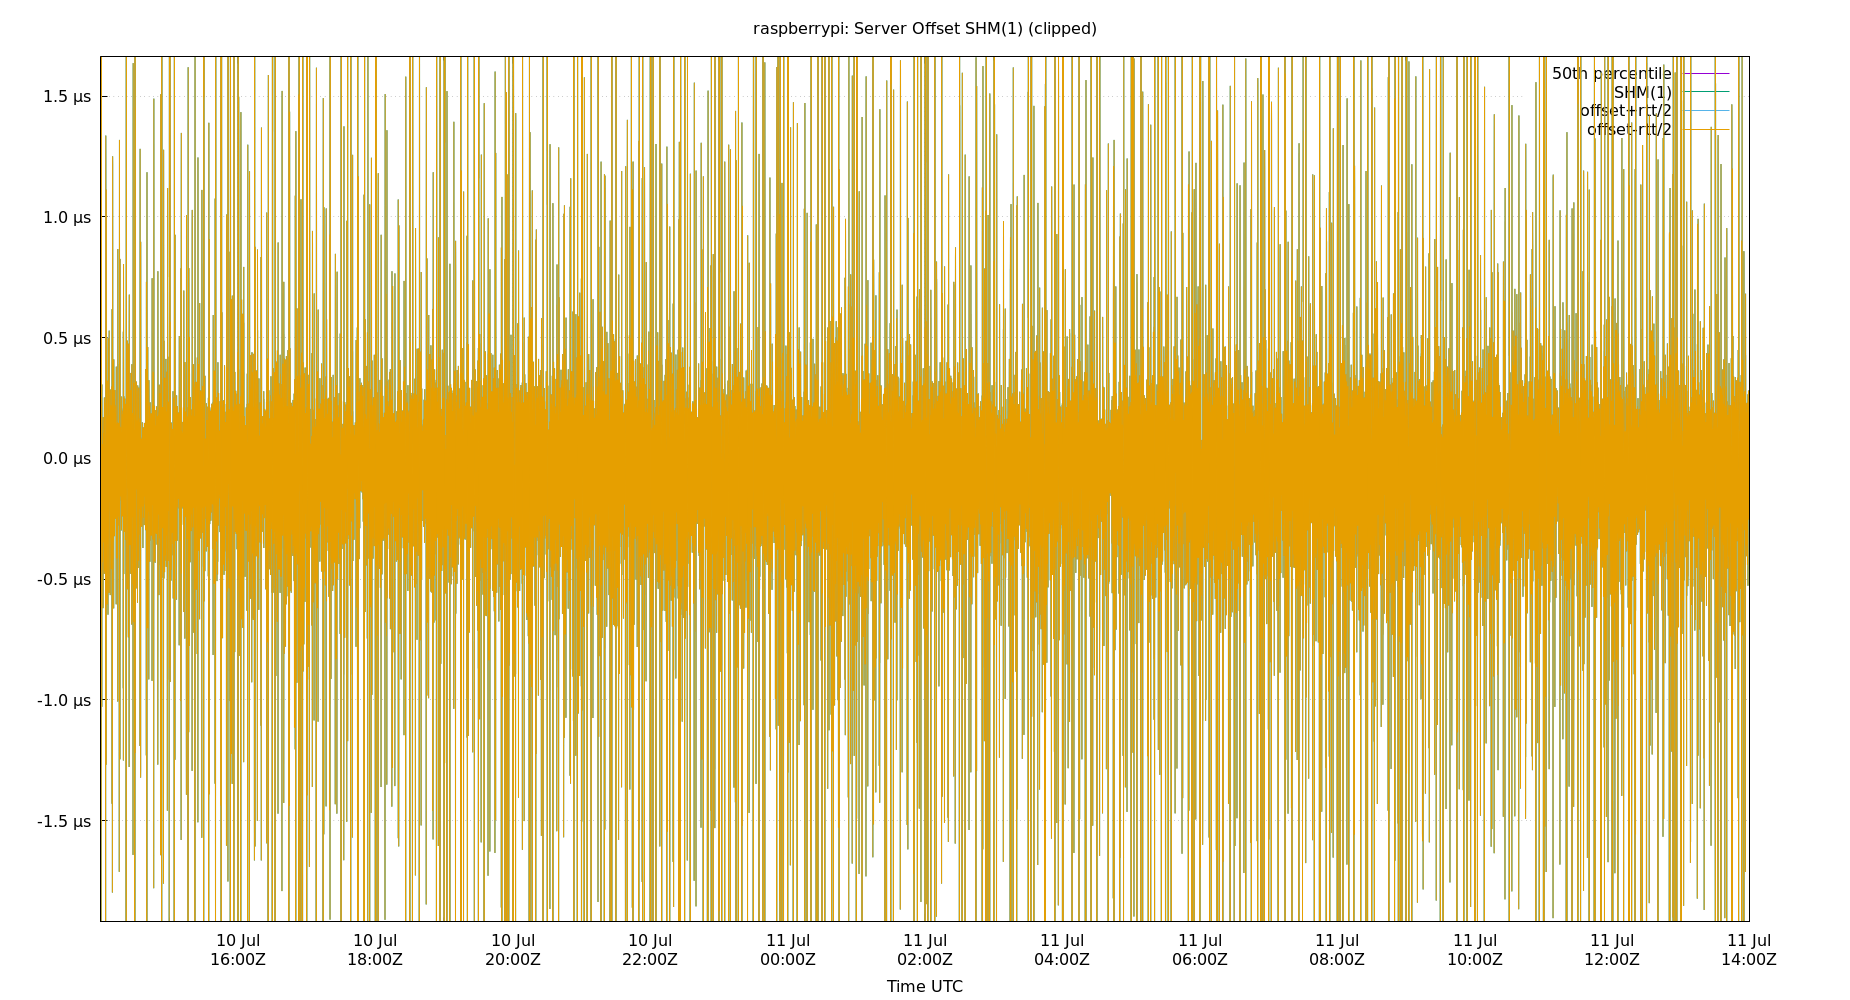 raspberrypi: Server Offset SHM(1) (clipped)
50th percentile
SHM(1)
offset+rtt/2
offset-rtt/2
1.5 µs
1.0 µs
0.5 µs
0.0 µs
-0.5 µs
-1.0 µs
-1.5 µs
10 Jul 10 Jul 10 Jul 10 Jul 11 Jul 11 Jul 11 Jul 11 Jul 11 Jul 11 Jul 11 Jul 11 Jul
16:00Z 18:00Z 20:00Z 22:00Z 00:00Z 02:00Z 04:00Z 06:00Z 08:00Z 10:00Z 12:00Z 14:00Z
Time UTC